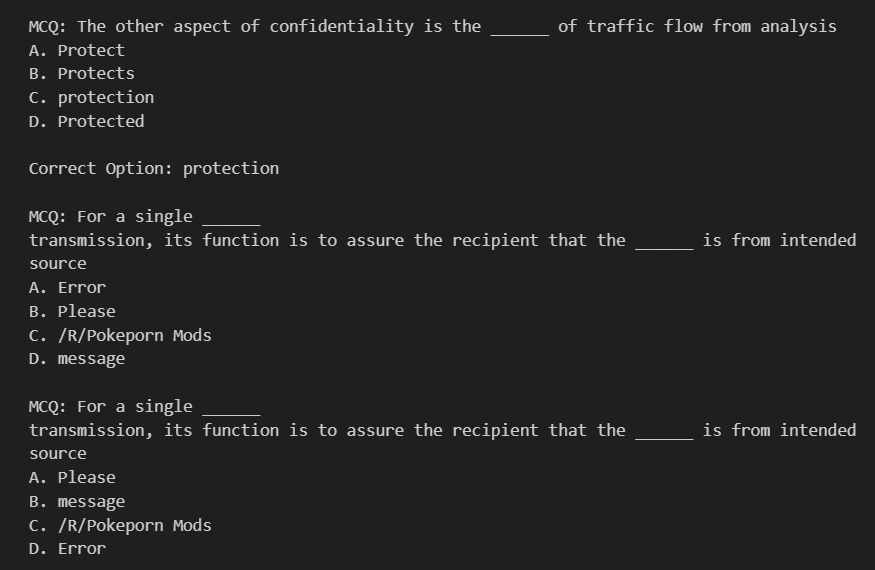 MCQ: The other aspect of confidentiality is the ______ of traffic flow from analysis
A. Protect
B. Protects
C. protection
D. Protected
Correct Option: protection
MCQ: For a single ______
transmission, its function is to assure the recipient that the ______ is from intended
source
A. Error
B. Please
C. /R/Pokeporn Mods
D. message
MCQ: For a single ______
transmission, its function is to assure the recipient that the ______ is from intended
source
A. Please
B. message
C. /R/Pokeporn Mods
D. Error